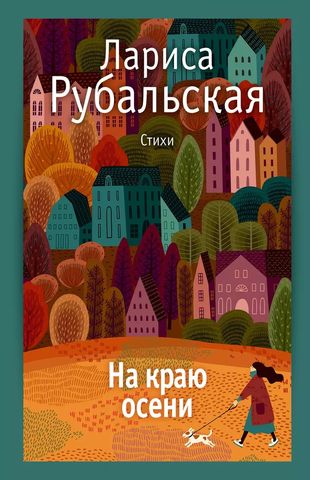 Лариса
Рубальская
Стихи
На краю
осени